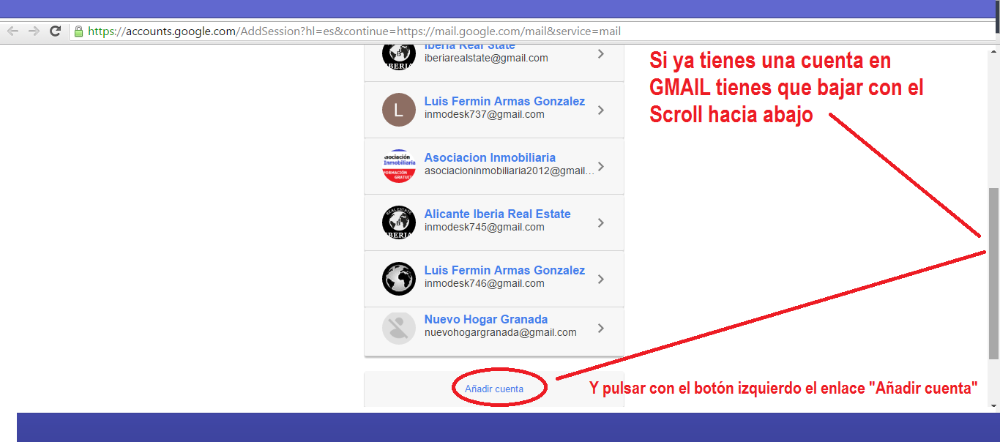 https://accounts.google.com/AddSession?hl=es&continue=https://mail.google.com/mail&service=mail
Iberia Real State
iberiarealstate@gmail.com
IBERIA
Si ya tienes una cuenta en
GMAIL tienes que bajar con el
Scroll hacia abajo
L
Luis Fermin Armas Gonzalez
inmodesk737@gmail.com
Asociación
Inmobiliaria
FORMACIÓN
GRATUIT
Asociacion Inmobiliaria
asociacioninmobiliaria2012@gmail...
REAL ESTATE
IBERIA
Alicante Iberia Real Estate
inmodesk745@gmail.com
Luis Fermin Armas Gonzalez
inmodesk746@gmail.com
Nuevo Hogar Granada
nuevohogargranada@gmail.com
Añadir cuenta
Y pulsar con el botón izquierdo el enlace "Añadir cuenta"